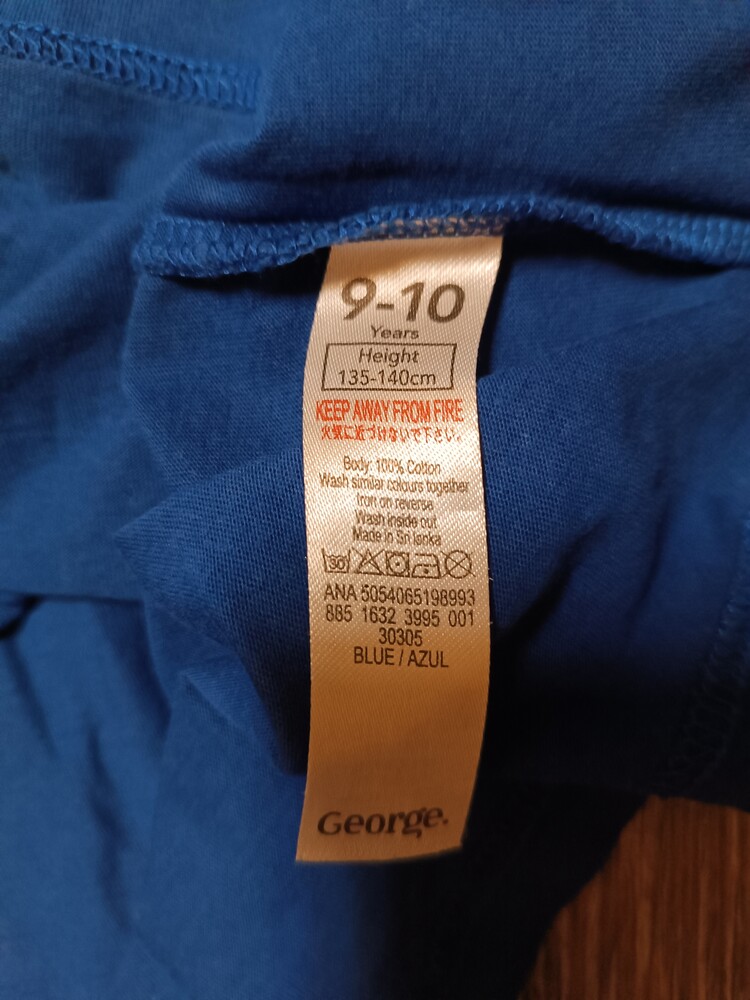 9-10
Years
Height
135-140cm
KEEP AWAY FROM FIRE
火気に近づけないで下さい。
Body: 100% Cotton
Wash similar colours together
Iron on reverse
Wash inside out
Made in Sri lanka
30
ANA 5054065198993
885 1632 3995 001
30305
BLUE / AZUL
George.